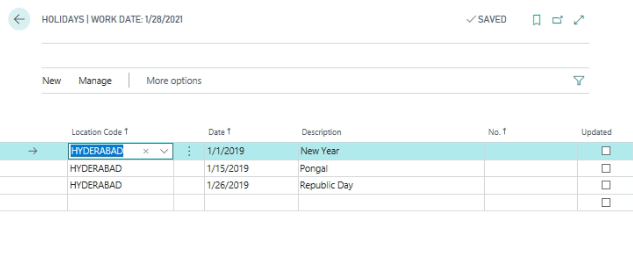 HOLIDAYS | WORK DATE: 1/28/2021
✓ SAVED
New Manage More options
Location Code ↑ Date ↑ Description No. ↑ Updated
HYDERABAD 1/1/2019 New Year
HYDERABAD 1/15/2019 Pongal
HYDERABAD 1/26/2019 Republic Day